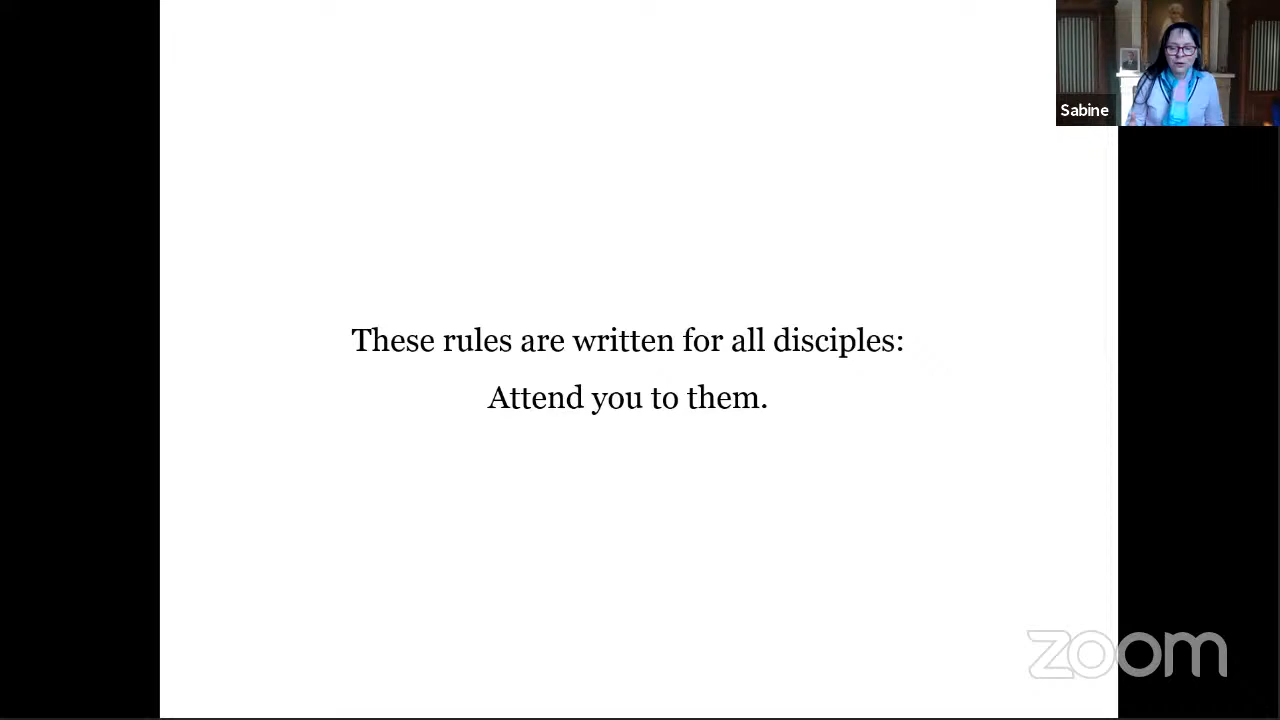 Sabine
These rules are written for all disciples:
Attend you to them.
zoom